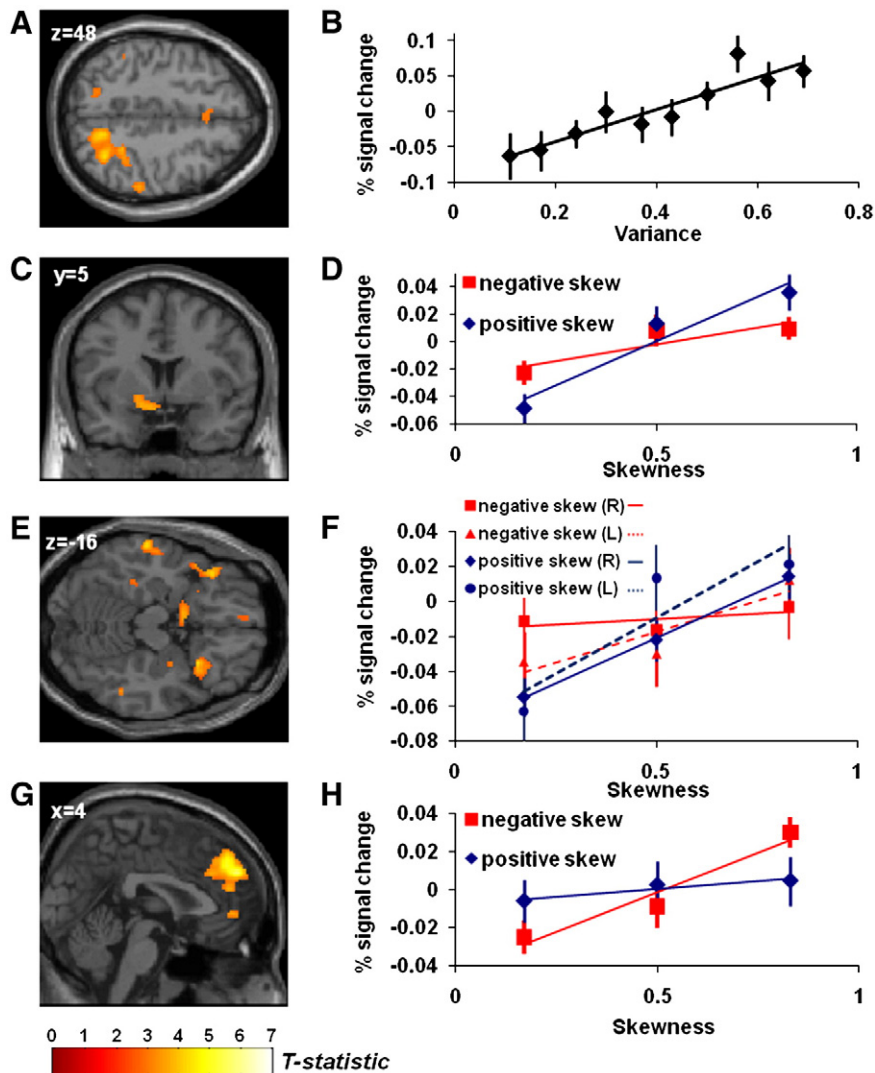 A
z=48
B
% signal change
0.1
0.05
0
-0.05
-0.1
0 0.2 0.4 0.6 0.8
Variance
C
y=5
D
% signal change
0.04
0.02
0
-0.02
-0.04
-0.06
negative skew
positive skew
0 0.5 1
Skewness
E
z=-16
F
negative skew (R)
negative skew (L)
positive skew (R)
positive skew (L)
% signal change
0.04
0.02
0
-0.02
-0.04
-0.06
-0.08
0 0.5 1
Skewness
G
x=4
H
% signal change
0.04
0.02
0
-0.02
-0.04
negative skew
positive skew
0 0.5 1
Skewness
0 1 2 3 4 5 6 7
T-statistic